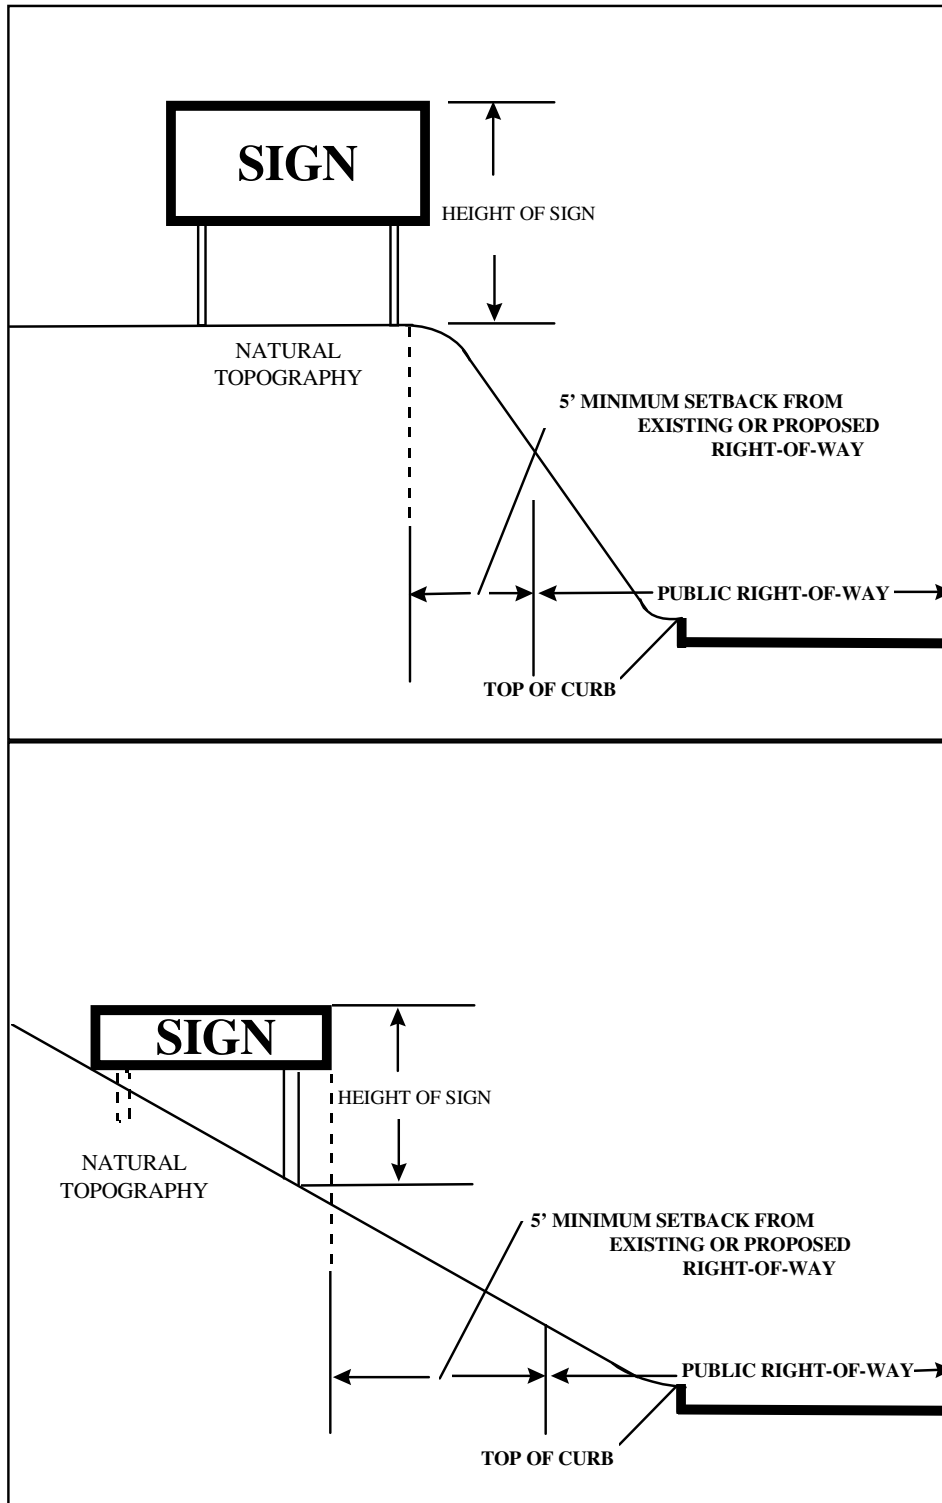 SIGN
HEIGHT OF SIGN
NATURAL
TOPOGRAPHY
5’ MINIMUM SETBACK FROM
EXISTING OR PROPOSED
RIGHT-OF-WAY
PUBLIC RIGHT-OF-WAY
TOP OF CURB
SIGN
HEIGHT OF SIGN
NATURAL
TOPOGRAPHY
5’ MINIMUM SETBACK FROM
EXISTING OR PROPOSED
RIGHT-OF-WAY
PUBLIC RIGHT-OF-WAY
TOP OF CURB